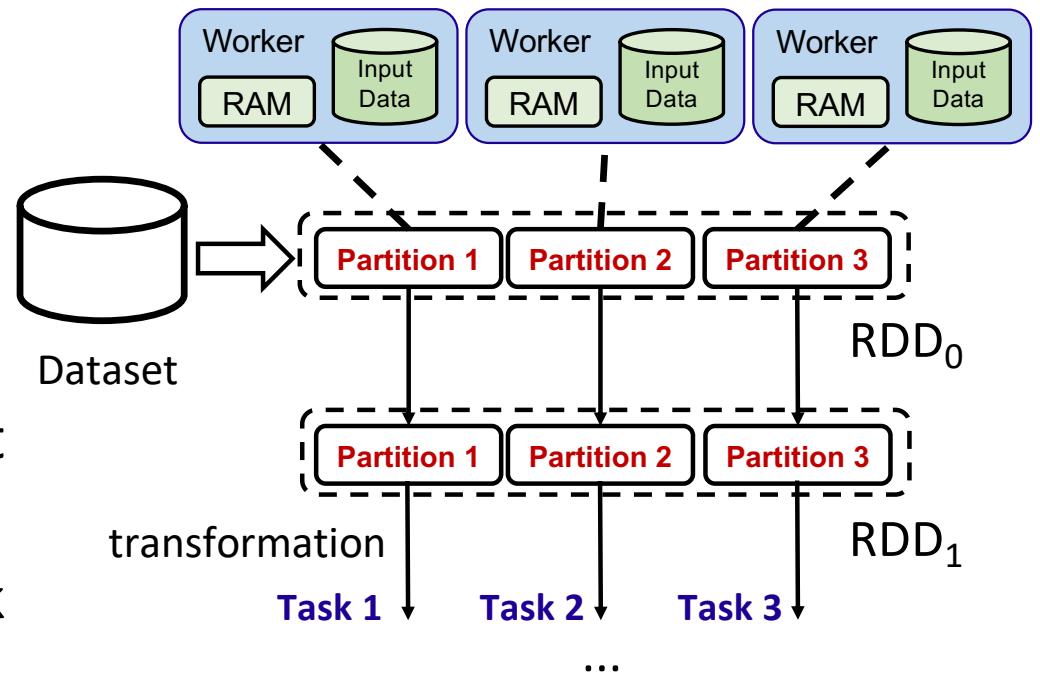 Worker
Input
Data
RAM
Worker
Input
Data
RAM
Worker
Input
Data
RAM
Partition 1
Partition 2
Partition 3
RDD₀
Dataset
t
Partition 1
Partition 2
Partition 3
RDD₁
transformation
Task 1
Task 2
Task 3
...